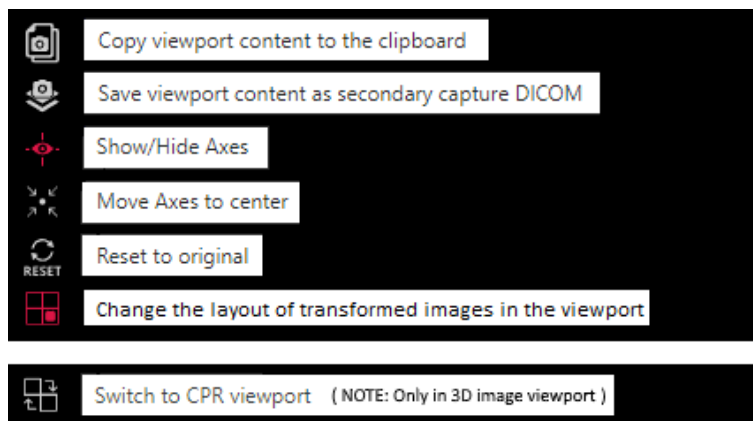 Copy viewport content to the clipboard
Save viewport content as secondary capture DICOM
Show/Hide Axes
Move Axes to center
RESET Reset to original
Change the layout of transformed images in the viewport
Switch to CPR viewport ( NOTE: Only in 3D image viewport )